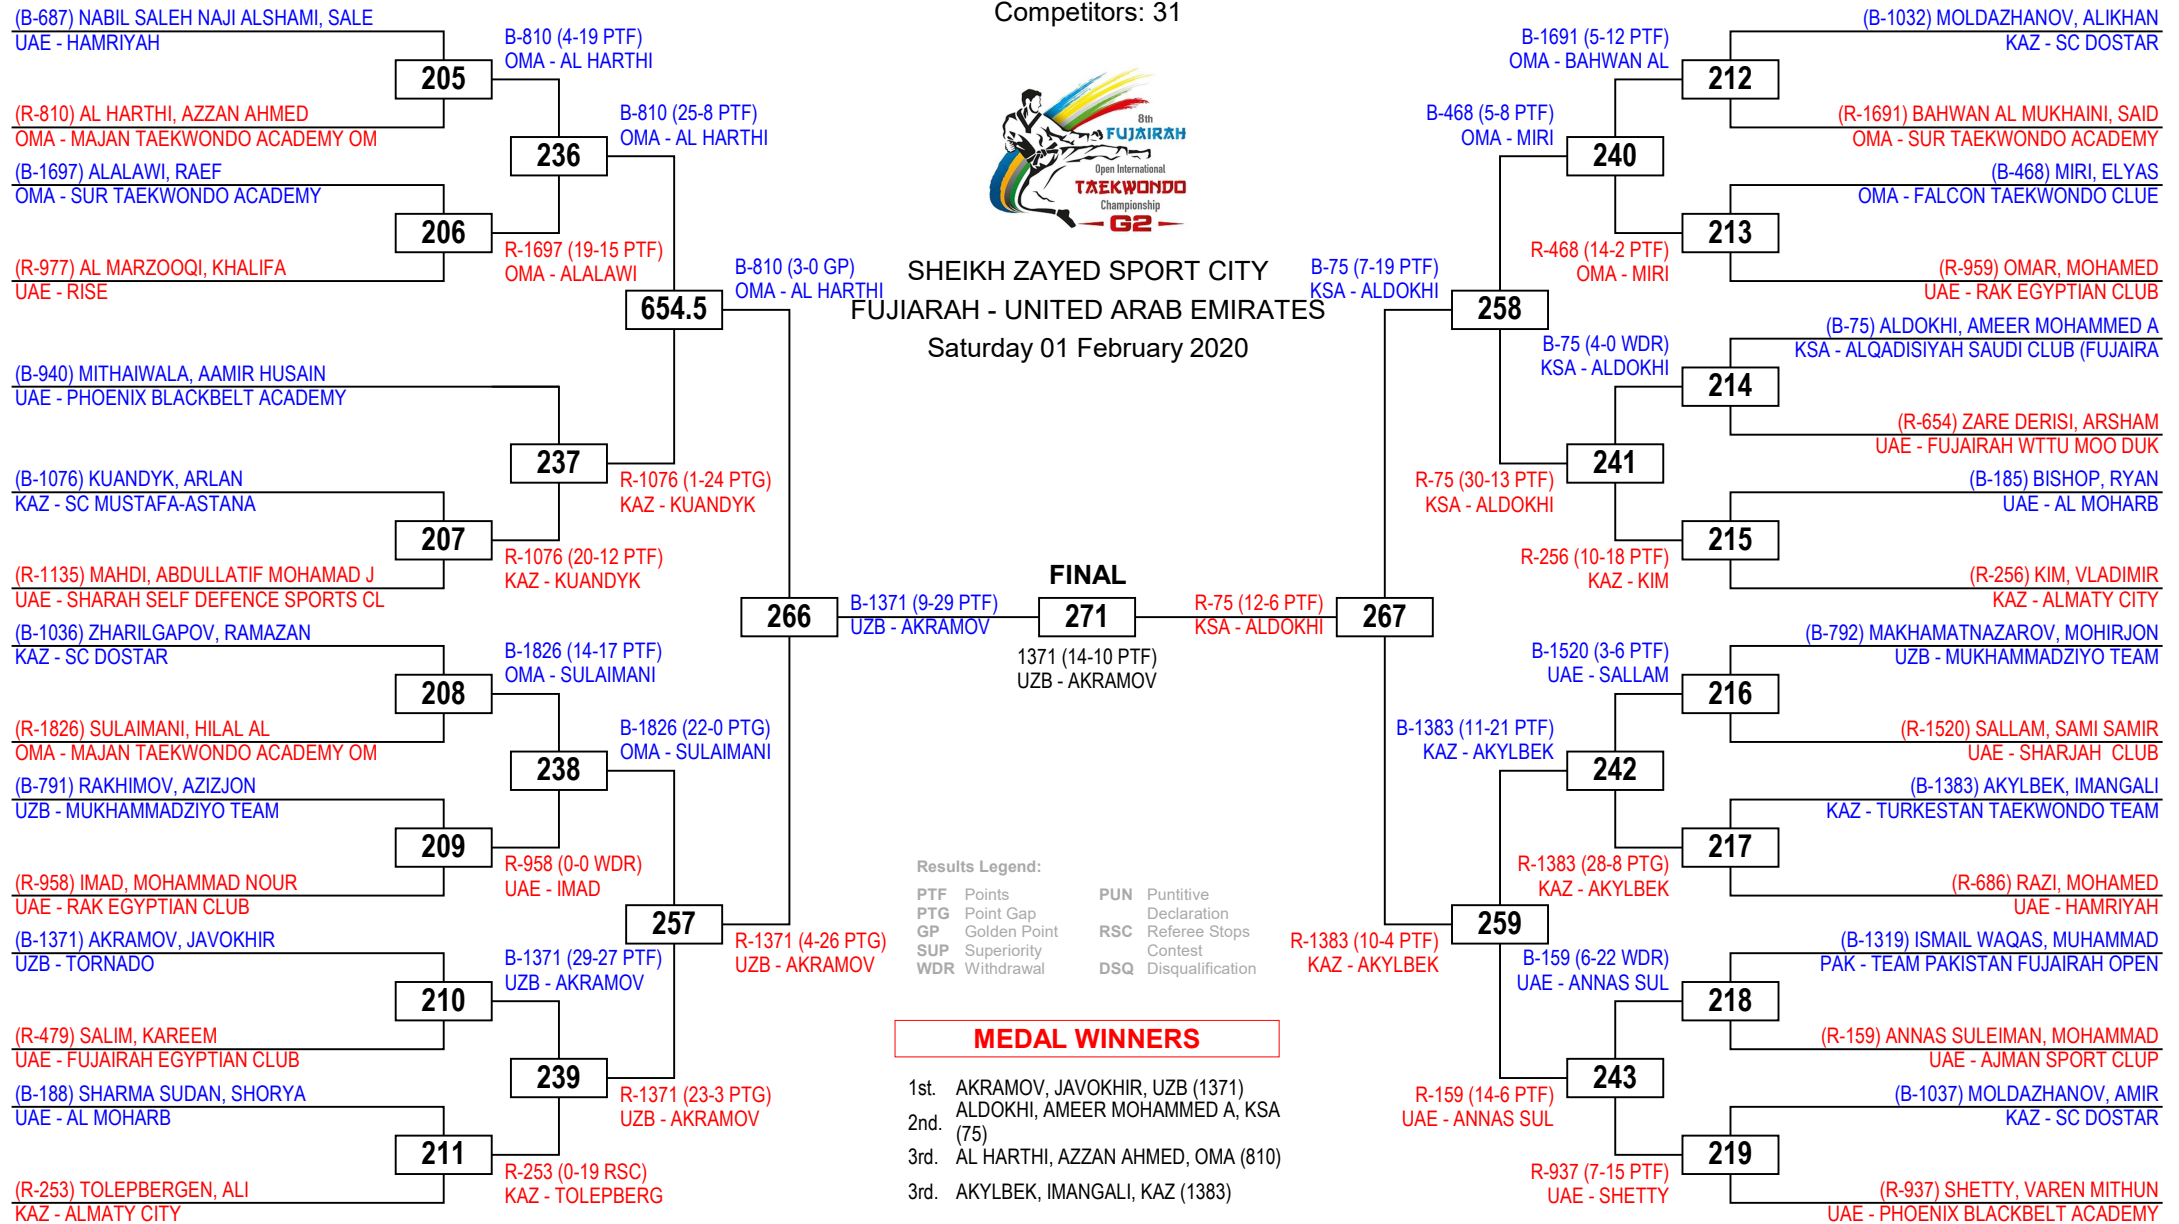 Competitors: 31
8th
FUJAIRAH
Open International
TAEKWONDO
Championship
G2
SHEIKH ZAYED SPORT CITY
FUJIARAH - UNITED ARAB EMIRATES
Saturday 01 February 2020
(B-687) NABIL SALEH NAJI ALSHAMI, SALE
UAE - HAMRIYAH
205
(R-810) AL HARTHI, AZZAN AHMED
OMA - MAJAN TAEKWONDO ACADEMY OM
(B-1697) ALALAWI, RAEF
OMA - SUR TAEKWONDO ACADEMY
206
(R-977) AL MARZOOQI, KHALIFA
UAE - RISE
(B-940) MITHAIWALA, AAMIR HUSAIN
UAE - PHOENIX BLACKBELT ACADEMY
(B-1076) KUANDYK, ARLAN
KAZ - SC MUSTAFA-ASTANA
207
(R-1135) MAHDI, ABDULLATIF MOHAMAD J
UAE - SHARAH SELF DEFENCE SPORTS CL
(B-1036) ZHARILGAPOV, RAMAZAN
KAZ - SC DOSTAR
208
(R-1826) SULAIMANI, HILAL AL
OMA - MAJAN TAEKWONDO ACADEMY OM
(B-791) RAKHIMOV, AZIZJON
UZB - MUKHAMMADZIYO TEAM
209
(R-958) IMAD, MOHAMMAD NOUR
UAE - RAK EGYPTIAN CLUB
(B-1371) AKRAMOV, JAVOKHIR
UZB - TORNADO
210
(R-479) SALIM, KAREEM
UAE - FUJAIRAH EGYPTIAN CLUB
(B-188) SHARMA SUDAN, SHORYA
UAE - AL MOHARB
211
(R-253) TOLEPBERGEN, ALI
KAZ - ALMATY CITY
B-810 (4-19 PTF)
OMA - AL HARTHI
236
R-1697 (19-15 PTF)
OMA - ALALAWI
237
R-1076 (20-12 PTF)
KAZ - KUANDYK
B-1826 (14-17 PTF)
OMA - SULAIMANI
238
R-958 (0-0 WDR)
UAE - IMAD
B-1371 (29-27 PTF)
UZB - AKRAMOV
239
R-253 (0-19 RSC)
KAZ - TOLEPBERG
B-810 (25-8 PTF)
OMA - AL HARTHI
654.5
R-1076 (1-24 PTG)
KAZ - KUANDYK
B-1826 (22-0 PTG)
OMA - SULAIMANI
257
R-1371 (23-3 PTG)
UZB - AKRAMOV
B-810 (3-0 GP)
OMA - AL HARTHI
266
R-1371 (4-26 PTG)
UZB - AKRAMOV
B-1371 (9-29 PTF)
UZB - AKRAMOV
FINAL
271
1371 (14-10 PTF)
UZB - AKRAMOV
R-75 (12-6 PTF)
KSA - ALDOKHI
B-75 (7-19 PTF)
KSA - ALDOKHI
267
R-1383 (10-4 PTF)
KAZ - AKYLBEK
B-468 (5-8 PTF)
OMA - MIRI
258
R-75 (30-13 PTF)
KSA - ALDOKHI
B-1383 (11-21 PTF)
KAZ - AKYLBEK
259
R-159 (14-6 PTF)
UAE - ANNAS SUL
B-1691 (5-12 PTF)
OMA - BAHWAN AL
240
R-468 (14-2 PTF)
OMA - MIRI
B-75 (4-0 WDR)
KSA - ALDOKHI
241
R-256 (10-18 PTF)
KAZ - KIM
B-1520 (3-6 PTF)
UAE - SALLAM
242
R-1383 (28-8 PTG)
KAZ - AKYLBEK
B-159 (6-22 WDR)
UAE - ANNAS SUL
243
R-937 (7-15 PTF)
UAE - SHETTY
(B-1032) MOLDAZHANOV, ALIKHAN
KAZ - SC DOSTAR
212
(R-1691) BAHWAN AL MUKHAINI, SAID
OMA - SUR TAEKWONDO ACADEMY
(B-468) MIRI, ELYAS
OMA - FALCON TAEKWONDO CLUE
213
(R-959) OMAR, MOHAMED
UAE - RAK EGYPTIAN CLUB
(B-75) ALDOKHI, AMEER MOHAMMED A
KSA - ALQADISIYAH SAUDI CLUB (FUJAIRA
214
(R-654) ZARE DERISI, ARSHAM
UAE - FUJAIRAH WTTU MOO DUK
(B-185) BISHOP, RYAN
UAE - AL MOHARB
215
(R-256) KIM, VLADIMIR
KAZ - ALMATY CITY
(B-792) MAKHAMATNAZAROV, MOHIRJON
UZB - MUKHAMMADZIYO TEAM
216
(R-1520) SALLAM, SAMI SAMIR
UAE - SHARJAH  CLUB
(B-1383) AKYLBEK, IMANGALI
KAZ - TURKESTAN TAEKWONDO TEAM
217
(R-686) RAZI, MOHAMED
UAE - HAMRIYAH
(B-1319) ISMAIL WAQAS, MUHAMMAD
PAK - TEAM PAKISTAN FUJAIRAH OPEN
218
(R-159) ANNAS SULEIMAN, MOHAMMAD
UAE - AJMAN SPORT CLUP
(B-1037) MOLDAZHANOV, AMIR
KAZ - SC DOSTAR
219
(R-937) SHETTY, VAREN MITHUN
UAE - PHOENIX BLACKBELT ACADEMY
Results Legend:
PTF Points
PTG Point Gap
GP Golden Point
SUP Superiority
WDR Withdrawal
PUN Puntitive
Declaration
RSC Referee Stops
Contest
DSQ Disqualification
MEDAL WINNERS
1st. AKRAMOV, JAVOKHIR, UZB (1371)
2nd. ALDOKHI, AMEER MOHAMMED A, KSA
(75)
3rd. AL HARTHI, AZZAN AHMED, OMA (810)
3rd. AKYLBEK, IMANGALI, KAZ (1383)